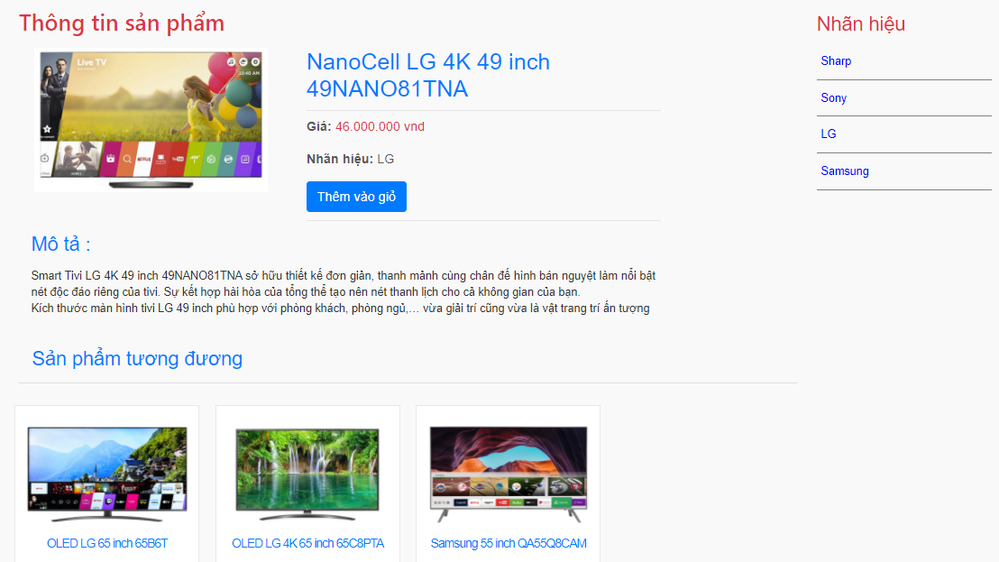 Thông tin sản phẩm
Nhãn hiệu
Live TV
10:40 AM
NanoCell LG 4K 49 inch
49NANO81TNA
Giá: 46.000.000 vnd
Nhãn hiệu: LG
Thêm vào giỏ
Sharp
Sony
LG
Samsung
Mô tả :
Smart Tivi LG 4K 49 inch 49NANO81TNA sở hữu thiết kế đơn giản, thanh mảnh cùng chân đế hình bán nguyệt làm nổi bật
nét độc đáo riêng của tivi. Sự kết hợp hài hòa của tổng thể tạo nên nét thanh lịch cho cả không gian của bạn.
Kích thước màn hình tivi LG 49 inch phù hợp với phòng khách, phòng ngủ,... vừa giải trí cũng vừa là vật trang trí ấn tượng
Sản phẩm tương đương
OLED LG 65 inch 65B6T
OLED LG 4K 65 inch 65C8PTA
Samsung 55 inch QA55Q8CAM